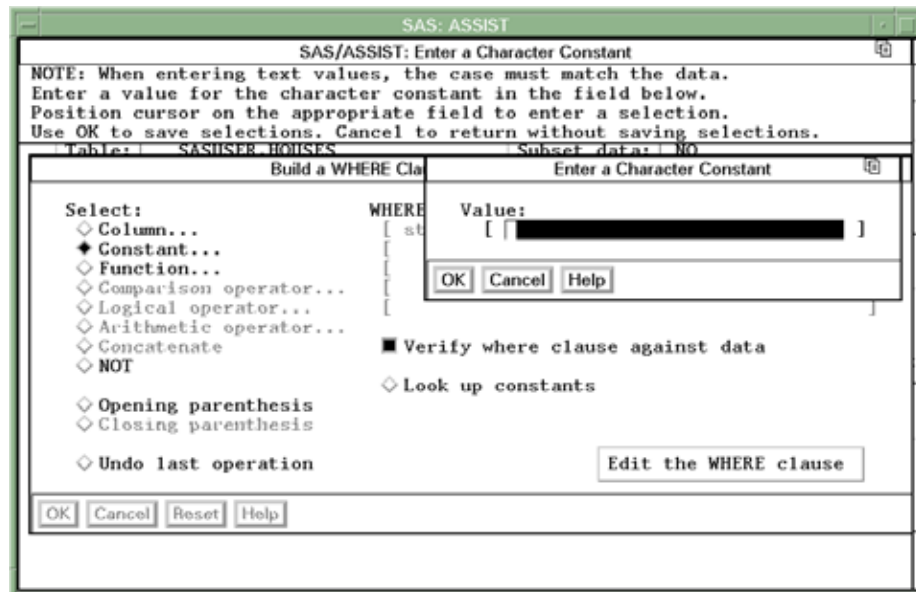 SAS: ASSIST
SAS/ASSIST: Enter a Character Constant
NOTE: When entering text values, the case must match the data.
Enter a value for the character constant in the field below.
Position cursor on the appropriate field to enter a selection.
Use OK to save selections. Cancel to return without saving selections.
Table: SASUSER.HOUSES Subset data: NO
Build a WHERE Cla
Enter a Character Constant
Select:
Column...
Constant...
Function...
Comparison operator...
Logical operator...
Arithmetic operator...
Concatenate
NOT
Opening parenthesis
Closing parenthesis
Undo last operation
WHERE
[ st
[
[
[
[ ]
Value:
[ ]
OK Cancel Help
Verify where clause against data
Look up constants
Edit the WHERE clause
OK Cancel Reset Help